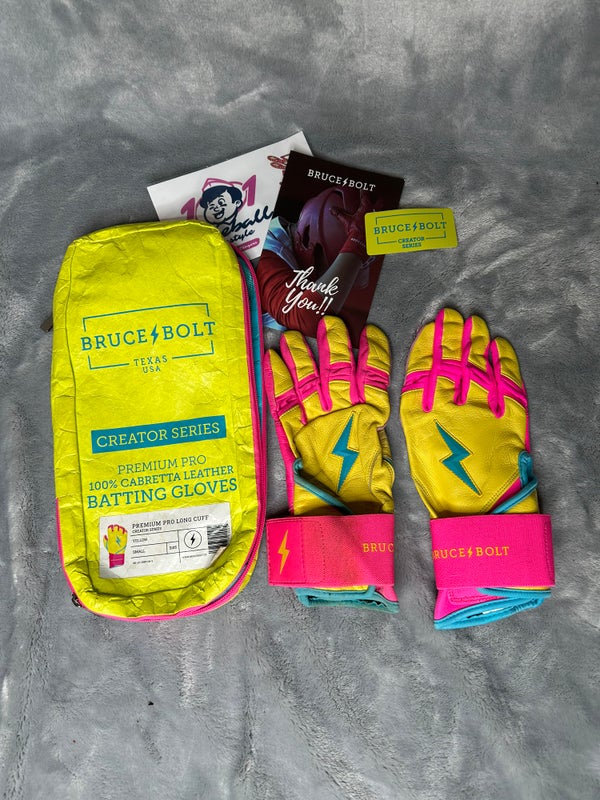 BRUCE BOLT
TEXAS
USA
CREATOR SERIES
PREMIUM PRO
100% CABRETTA LEATHER
BATTING GLOVES
PREMIUM PRO LONG CUFF
CREATOR SERIES
YELLOW
SMALL
BRUCE BOLT
Thank
You!!
BRUCE BOLT
CREATOR
SERIES
BRUC
BRUCE BOLT